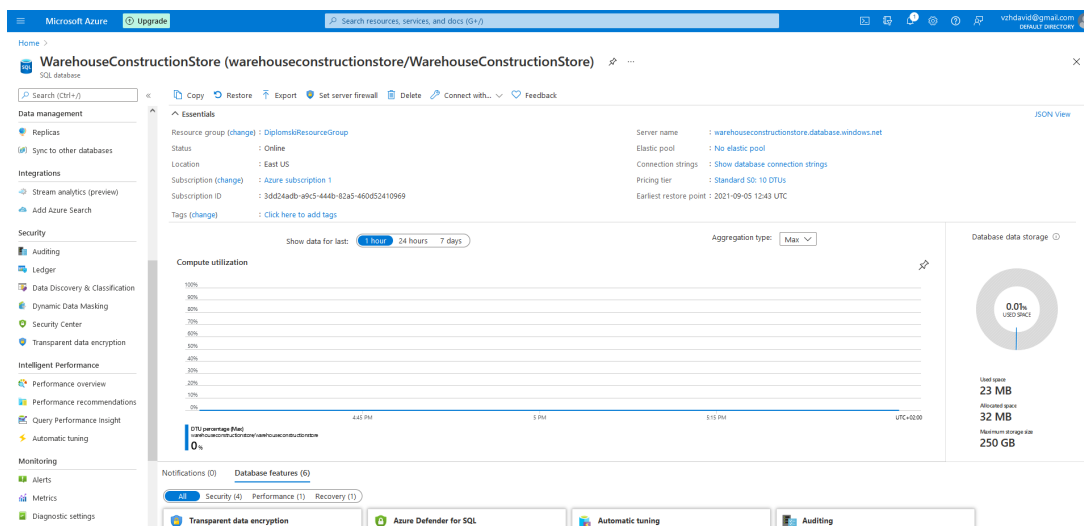 Microsoft Azure
Upgrade
Search resources, services, and docs (G+/)
1
vzhdavid@gmail.com
DEFAULT DIRECTORY
Home >
SQL
WarehouseConstructionStore (warehouseconstructionstore/WarehouseConstructionStore)
...
SQL database
Search (Ctrl+/)
«
Copy
Restore
Export
Set server firewall
Delete
Connect with...
Feedback
Data management
Replicas
Sync to other databases
Integrations
Stream analytics (preview)
Add Azure Search
Security
Auditing
Ledger
Data Discovery & Classification
Dynamic Data Masking
Security Center
Transparent data encryption
Intelligent Performance
Performance overview
Performance recommendations
Query Performance Insight
Automatic tuning
Monitoring
Alerts
Metrics
Diagnostic settings
Essentials
JSON View
Resource group (change) : DiplomskiResourceGroup
Status : Online
Location : East US
Subscription (change) : Azure subscription 1
Subscription ID : 3dd24adb-a9c5-444b-82a5-460d52410969
Tags (change) : Click here to add tags
Server name : warehouseconstructionstore.database.windows.net
Elastic pool : No elastic pool
Connection strings : Show database connection strings
Pricing tier : Standard S0: 10 DTUs
Earliest restore point : 2021-09-05 12:43 UTC
Show data for last: 1 hour 24 hours 7 days
Aggregation type: Max
Compute utilization
100%
90%
80%
70%
60%
50%
40%
30%
20%
10%
0%
4:45 PM
5 PM
5:15 PM
UTC+02:00
DTU percentage (Max)
warehouseconstructionstore/warehouseconstructionstore
0%
Database data storage
0.01%
USED SPACE
Used space
23 MB
Allocated space
32 MB
Maximum storage size
250 GB
Notifications (0)
Database features (6)
All
Security (4)
Performance (1)
Recovery (1)
Transparent data encryption
Azure Defender for SQL
Automatic tuning
Auditing